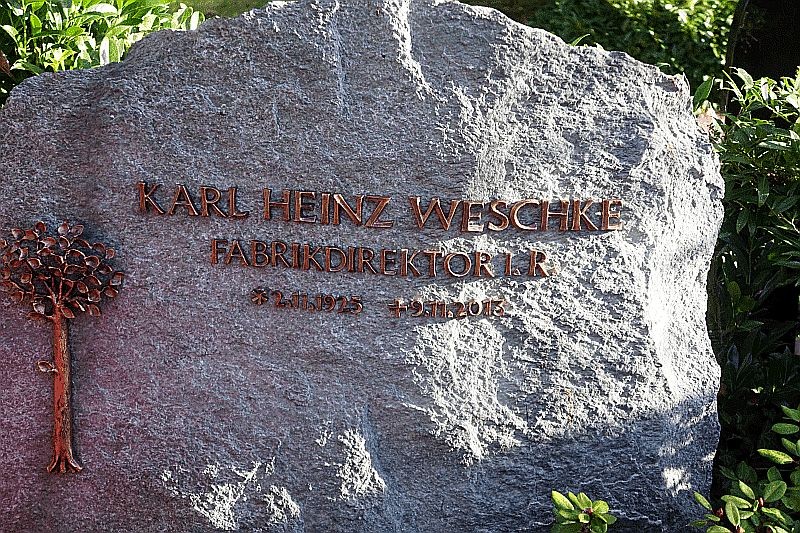 KARL HEINZ WESCHKE
FABRIKDIREKTOR I. R.
* 2.11.1925 + 9.11.2013